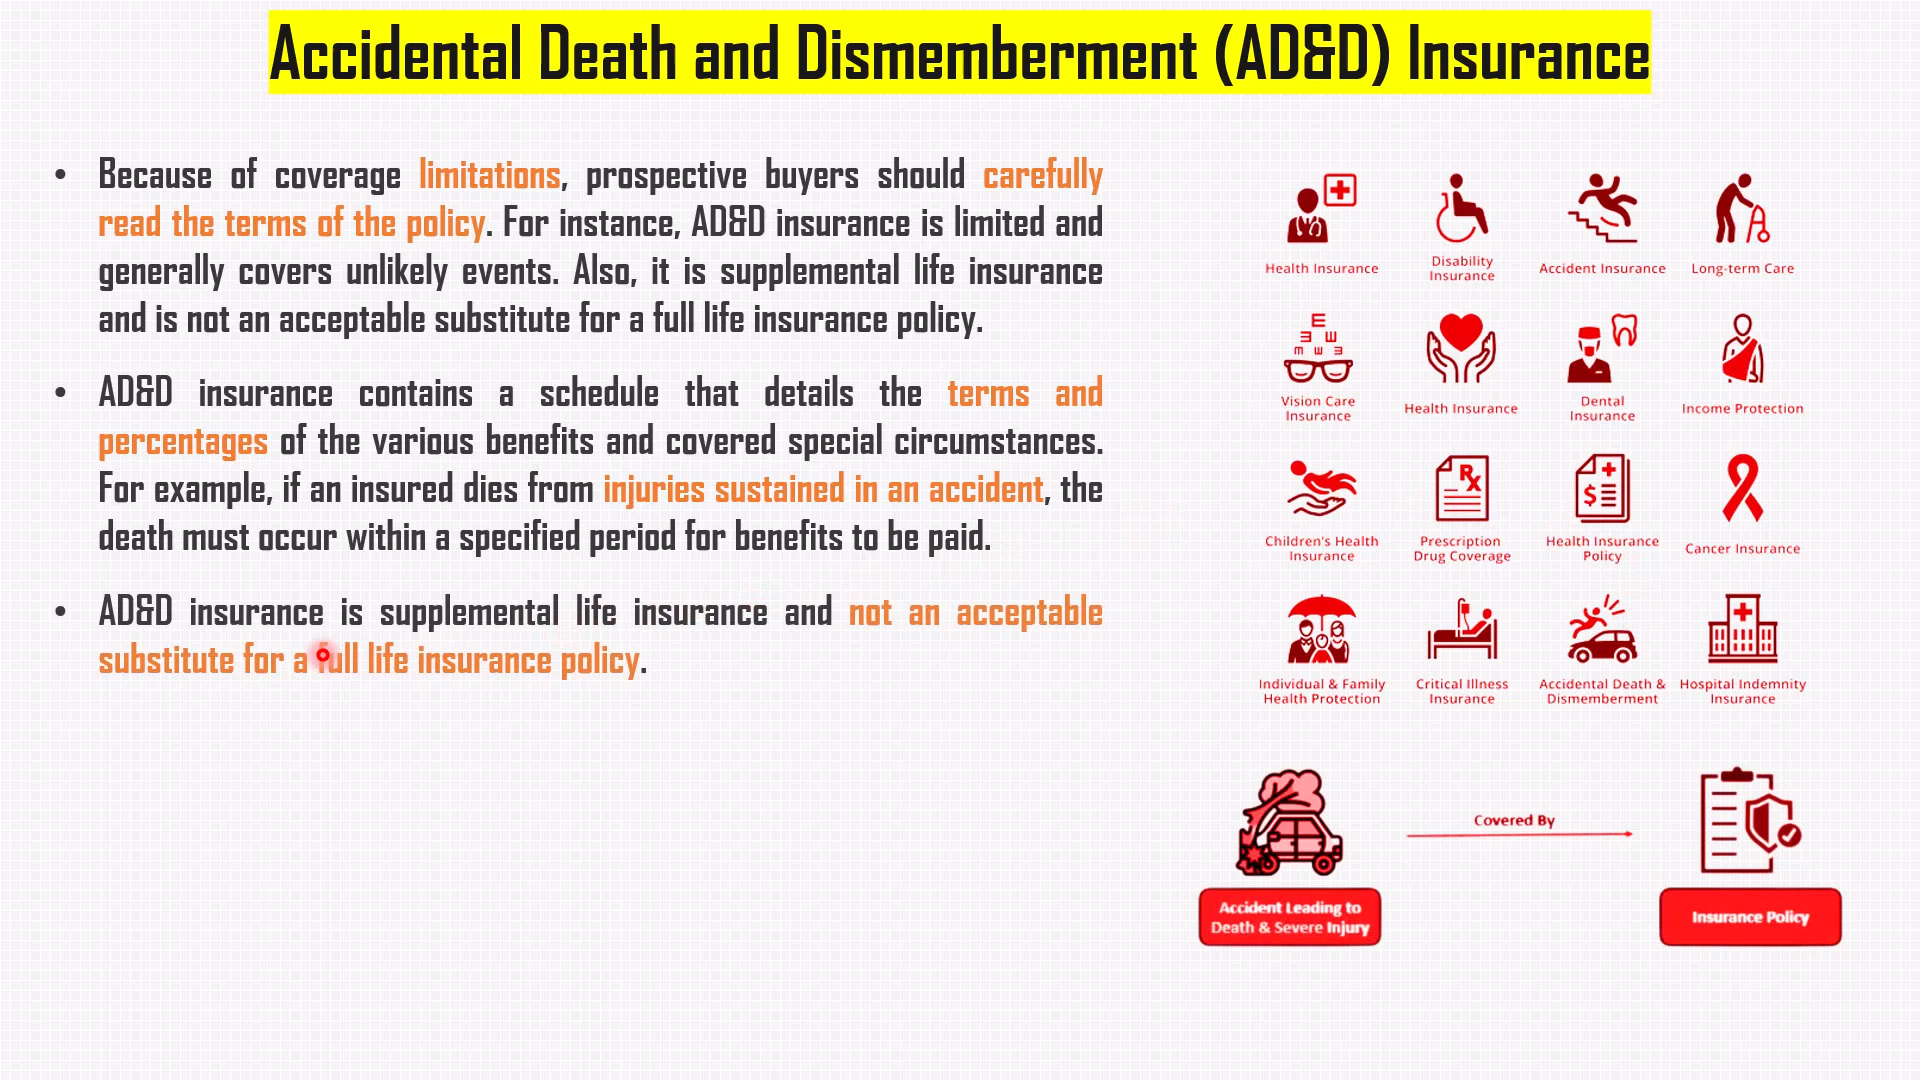 Accidental Death and Dismemberment (AD&D) Insurance
• Because of coverage limitations, prospective buyers should carefully
read the terms of the policy. For instance, AD&D insurance is limited and
generally covers unlikely events. Also, it is supplemental life insurance
and is not an acceptable substitute for a full life insurance policy.
• AD&D insurance contains a schedule that details the terms and
percentages of the various benefits and covered special circumstances.
For example, if an insured dies from injuries sustained in an accident, the
death must occur within a specified period for benefits to be paid.
• AD&D insurance is supplemental life insurance and not an acceptable
substitute for a full life insurance policy.
Health Insurance
Disability
Insurance
Accident Insurance
Long-term Care
E
E E
E E E
Vision Care
Insurance
Health Insurance
Dental
Insurance
Income Protection
Children's Health
Insurance
Rx
Prescription
Drug Coverage
$
Health Insurance
Policy
Cancer Insurance
Individual & Family
Health Protection
Critical Illness
Insurance
Accidental Death &
Dismemberment
Hospital Indemnity
Insurance
Covered By
Accident Leading to
Death & Severe Injury
Insurance Policy